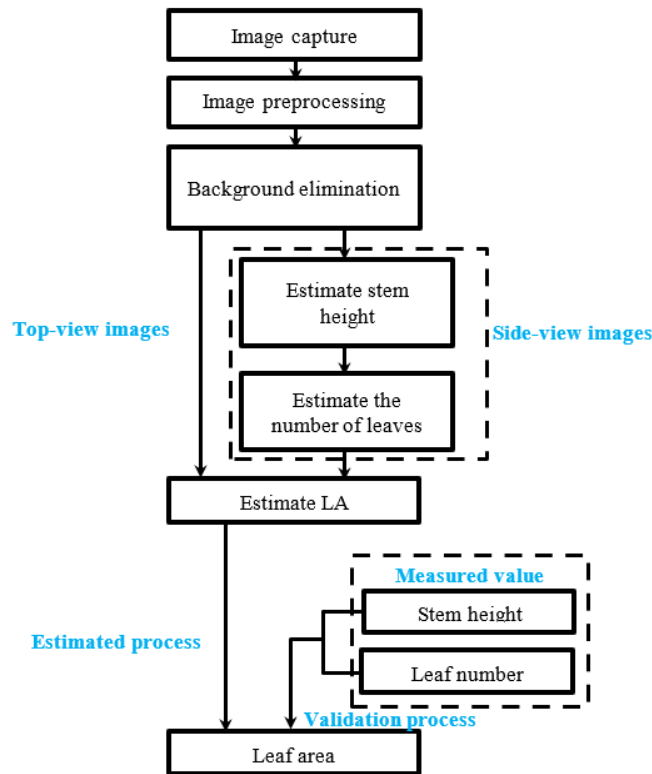 Image capture
Image preprocessing
Background elimination
Estimate stem
height
Top-view images
Side-view images
Estimate the
number of leaves
Estimate LA
Measured value
Stem height
Estimated process
Leaf number
Validation process
Leaf area